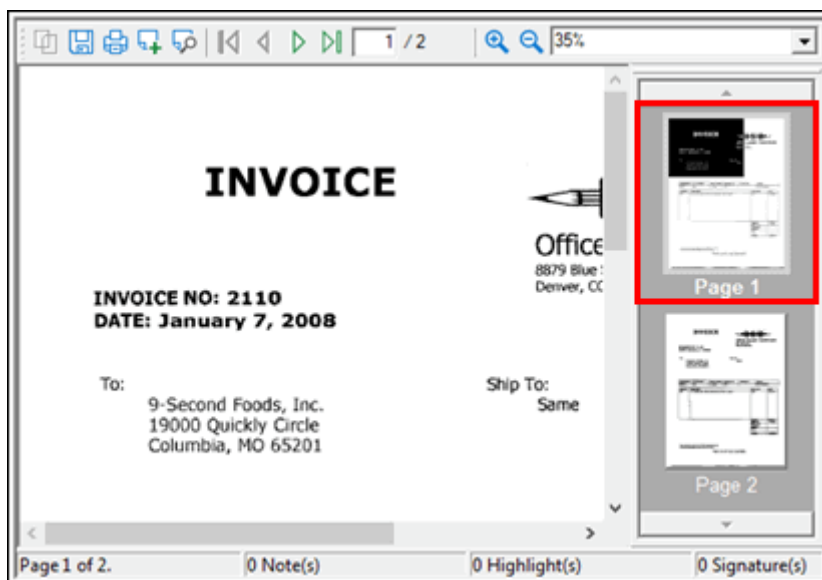 1 / 2
35%
INVOICE
Office
8879 Blue
Denver, CO
INVOICE NO: 2110
DATE: January 7, 2008
To:
9-Second Foods, Inc.
19000 Quickly Circle
Columbia, MO 65201
Ship To:
Same
INVOICE
Page 1
INVOICE
Page 2
Page 1 of 2.
0 Note(s)
0 Highlight(s)
0 Signature(s)